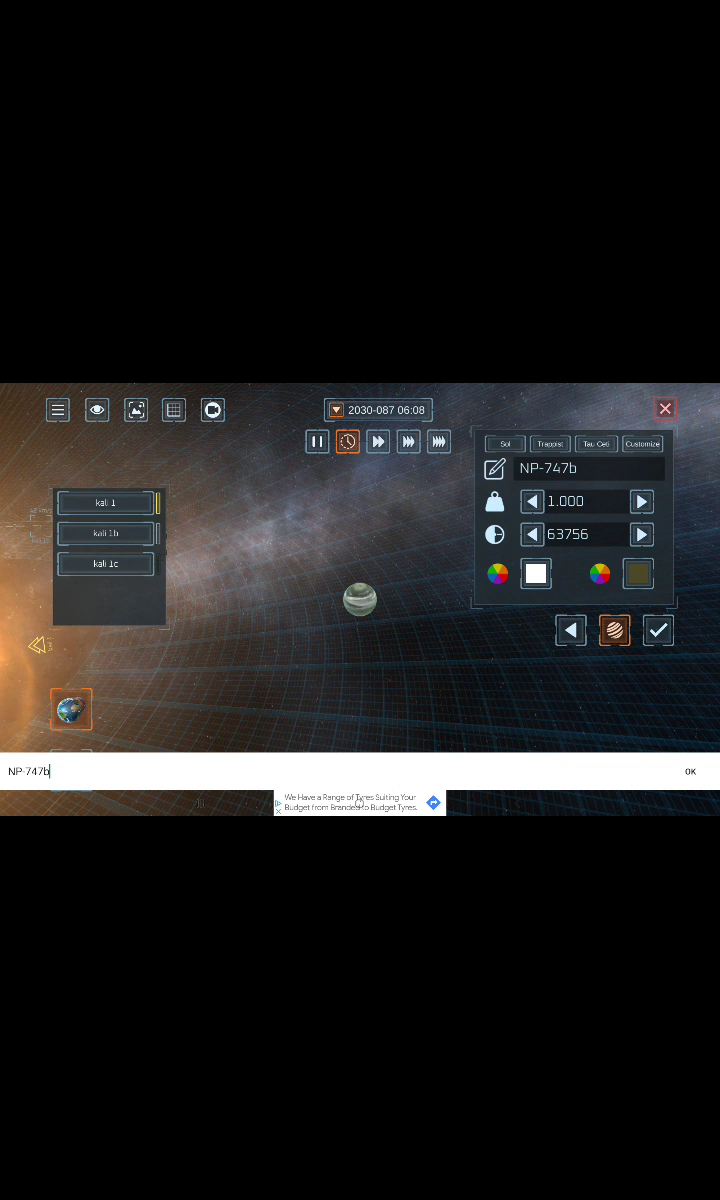 2030-087 06:08
Sol
Trappist
Tau Ceti
Customize
NP-747b
1.000
63756
kali 1
kali 1b
kali 1c
NP-747b
OK
We Have a Range of Tyres Suiting Your
Budget from Branded to Budget Tyres.